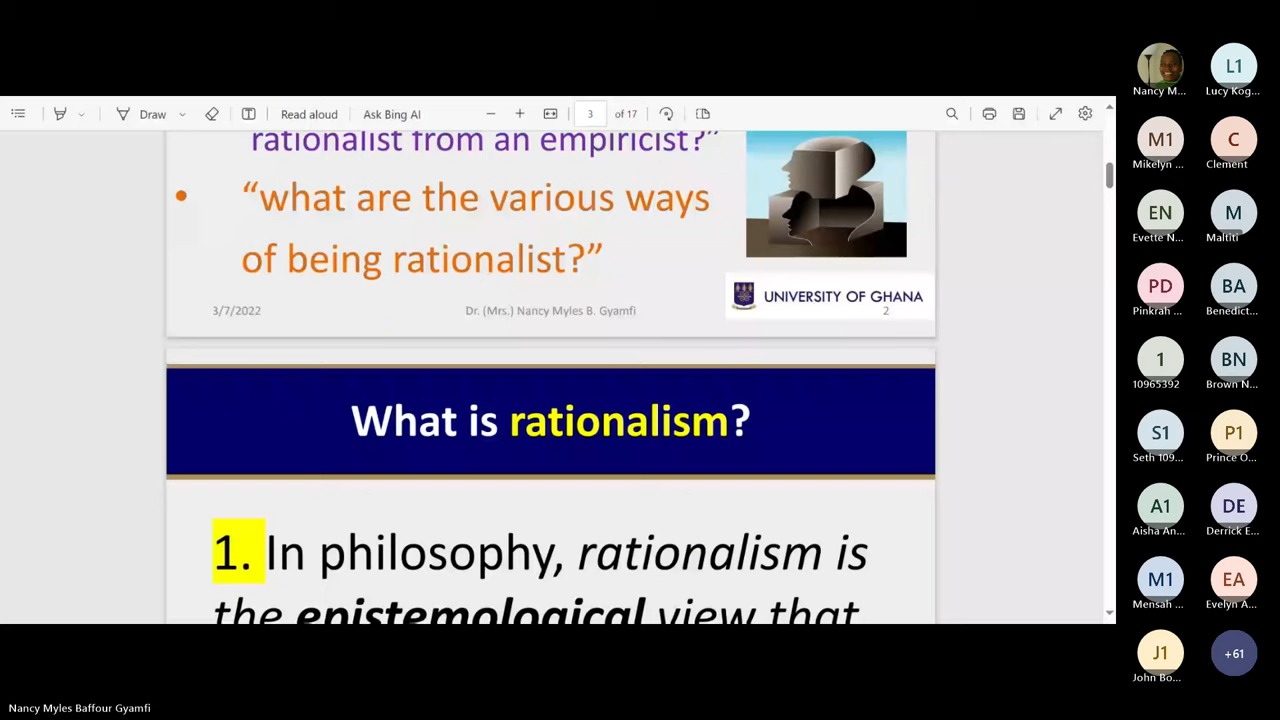 Read aloud
Ask Bing AI
Draw
3
of 17
rationalist from an empiricist?”
• “what are the various ways
of being rationalist?”
3/7/2022
Dr. (Mrs.) Nancy Myles B. Gyamfi
UNIVERSITY OF GHANA
2
What is rationalism?
1. In philosophy, rationalism is
the epistemological view that
Nancy M...
L1
Lucy Kog...
M1
Mikelyn ...
C
Clement
EN
Evette N...
M
Maltiti
PD
Pinkrah ...
BA
Benedict...
1
10965392
BN
Brown N...
S1
Seth 109...
P1
Prince O...
A1
Aisha An...
DE
Derrick E...
M1
Mensah ...
EA
Evelyn A...
J1
John Bo...
+61
Nancy Myles Baffour Gyamfi